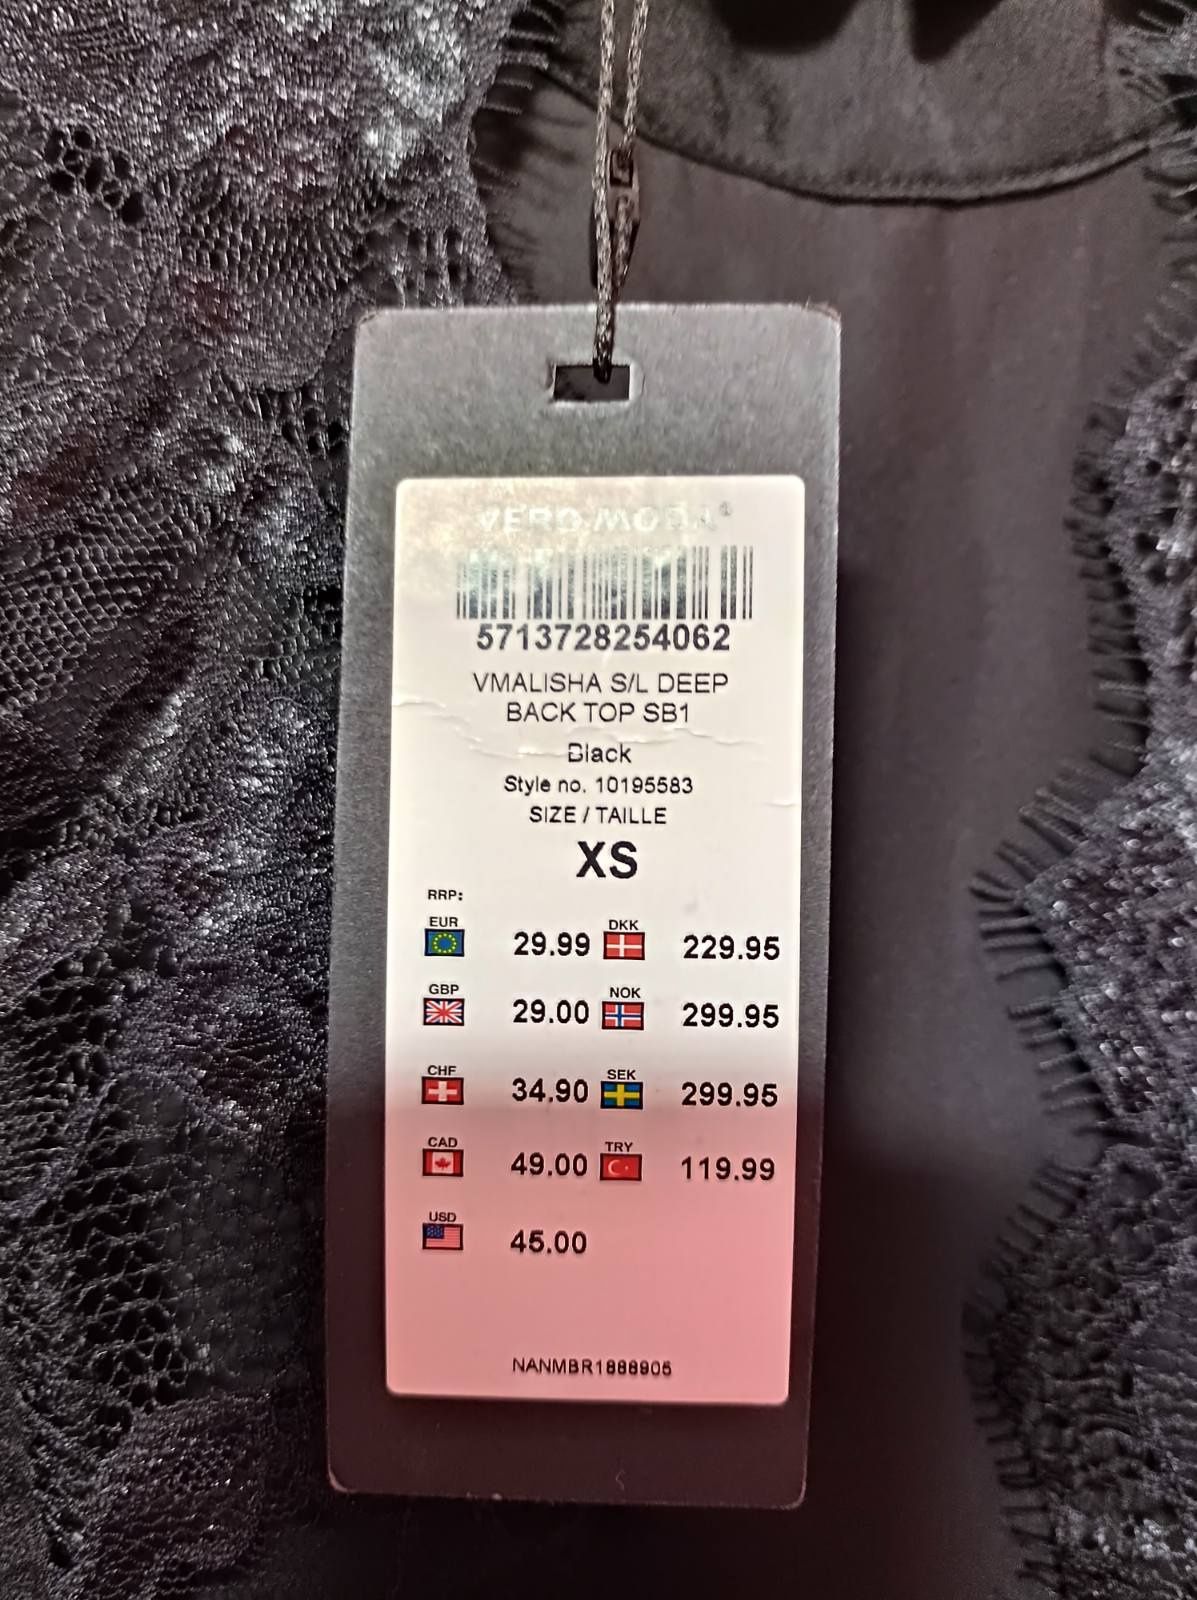 VERO MODA®
5713728254062
VMALISHA S/L DEEP
BACK TOP SB1
Black
Style no. 10195583
SIZE / TAILLE
XS
RRP:
EUR 29.99 DKK 229.95
GBP 29.00 NOK 299.95
CHF 34.90 SEK 299.95
CAD 49.00 TRY 119.99
USD 45.00
NANMBR1888905